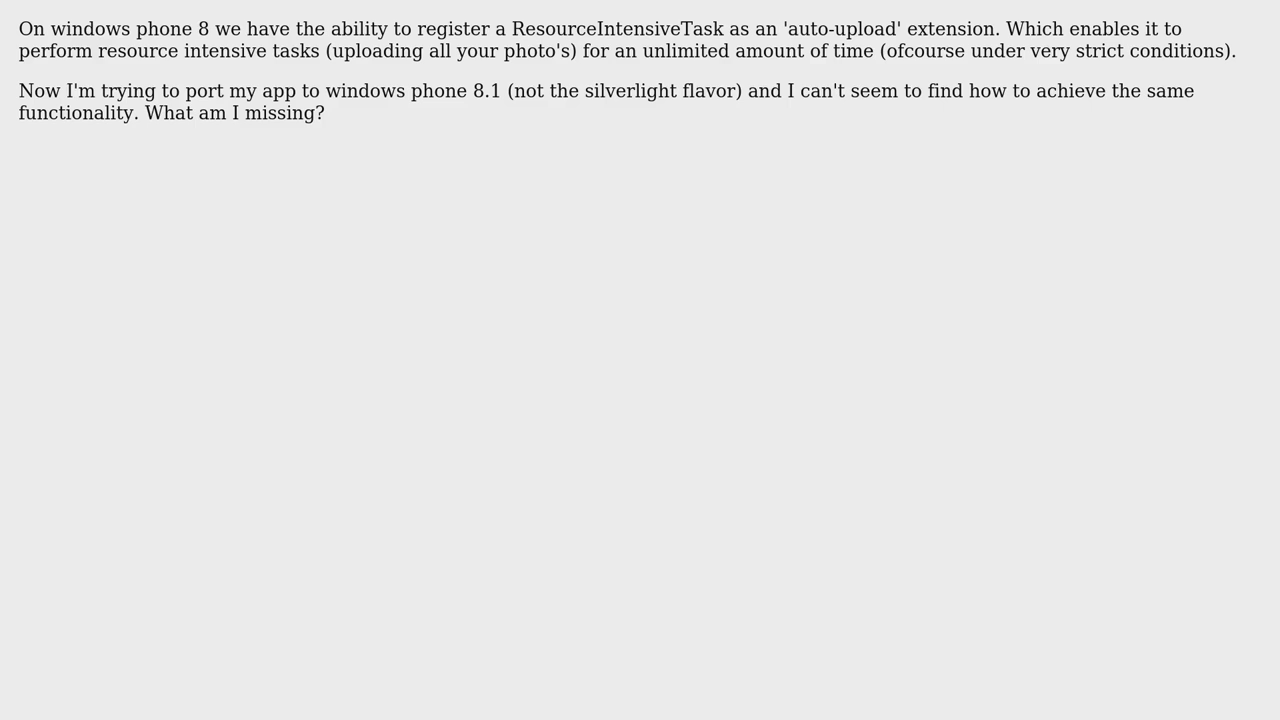 On windows phone 8 we have the ability to register a ResourceIntensiveTask as an 'auto-upload' extension. Which enables it to
perform resource intensive tasks (uploading all your photo's) for an unlimited amount of time (ofcourse under very strict conditions).
Now I'm trying to port my app to windows phone 8.1 (not the silverlight flavor) and I can't seem to find how to achieve the same
functionality. What am I missing?